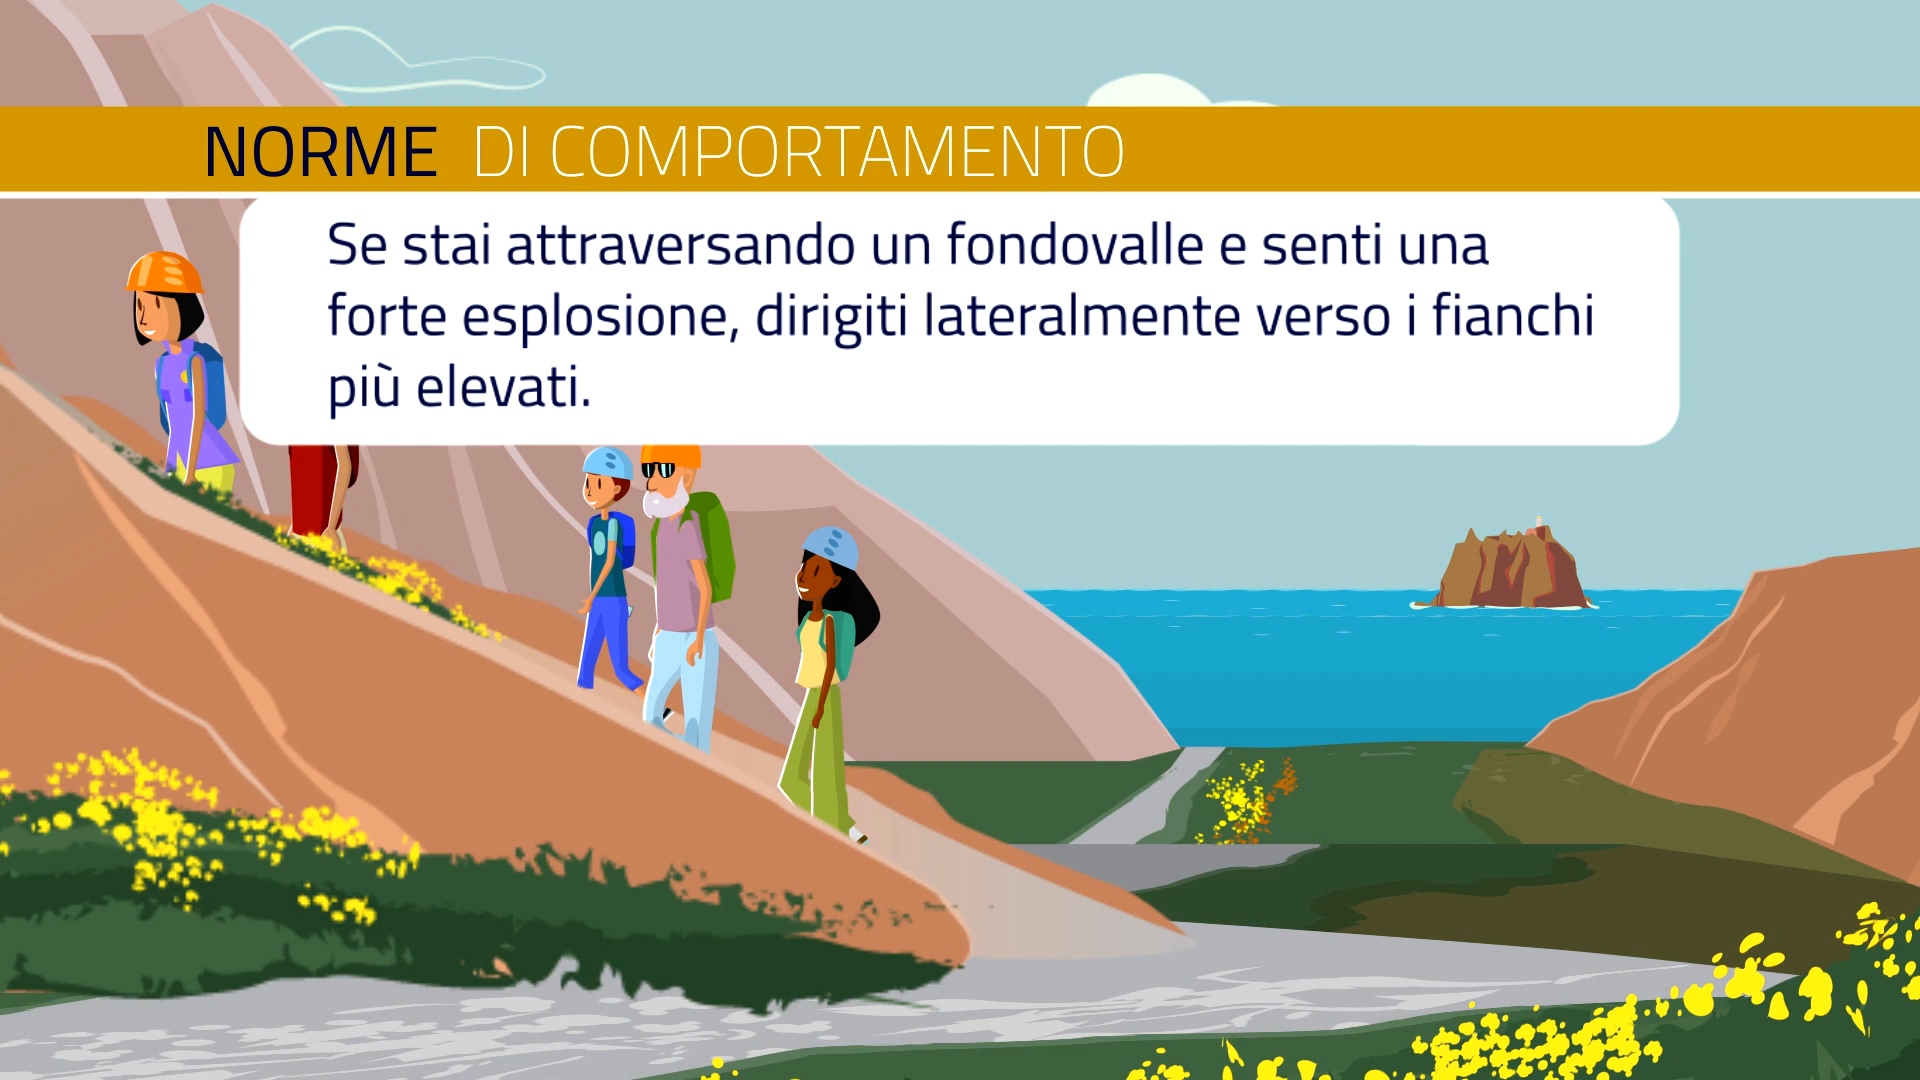 NORME DI COMPORTAMENTO
Se stai attraversando un fondovalle e senti una
forte esplosione, dirigiti lateralmente verso i fianchi
più elevati.